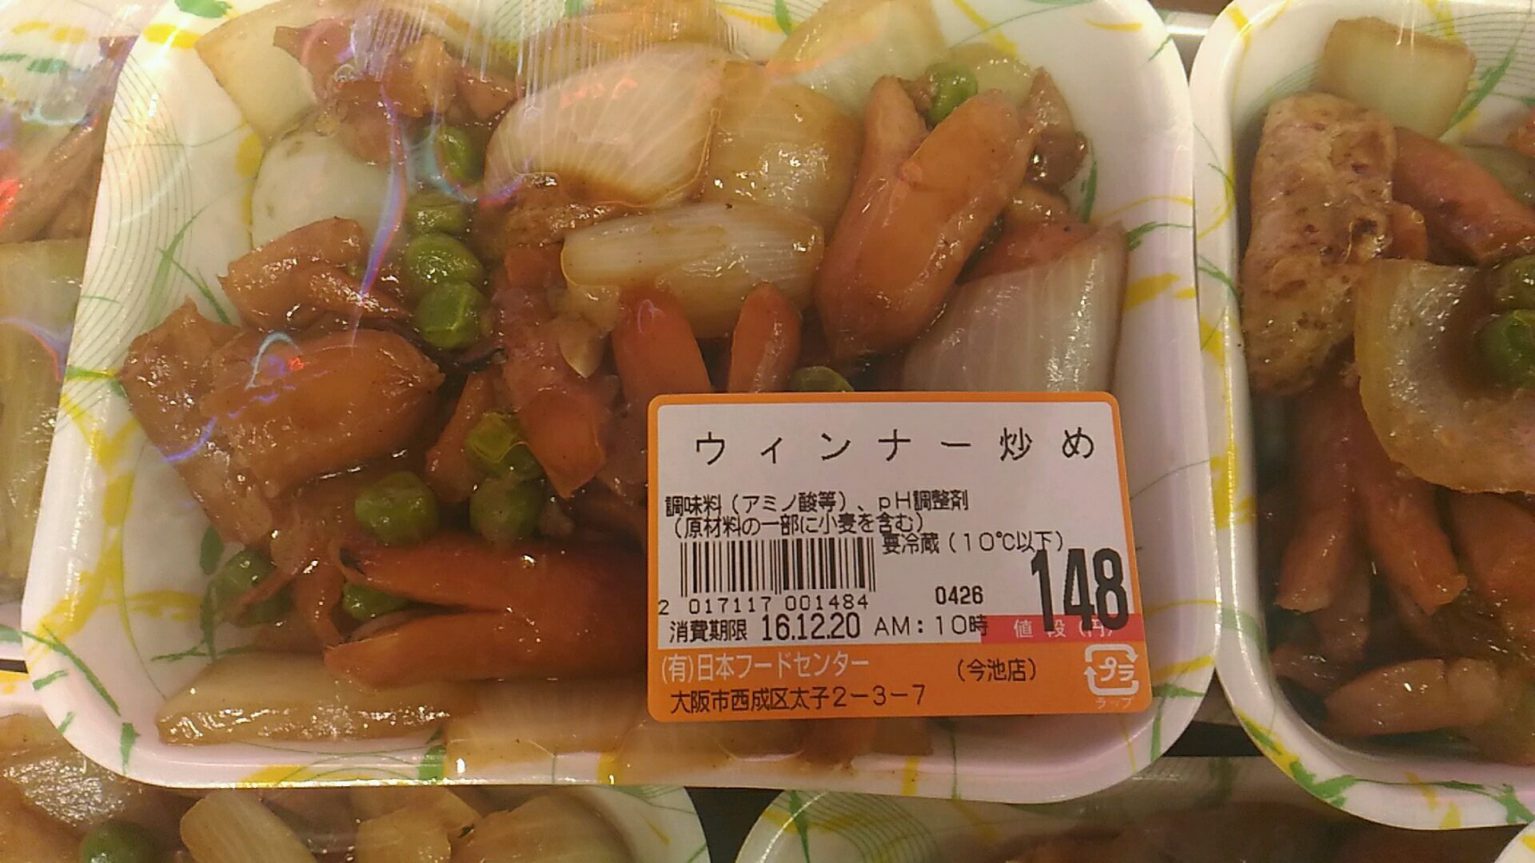 ウィンナー炒め
調味料（アミノ酸等）、ｐＨ調整剤
（原材料の一部に小麦を含む）
要冷蔵（１０℃以下）
2 017117 001484
0426
148
消費期限 16.12.20 AM：10時
値段（円）
(有)日本フードセンター （今池店）
大阪市西成区太子２－３－７
プラ
ラップ